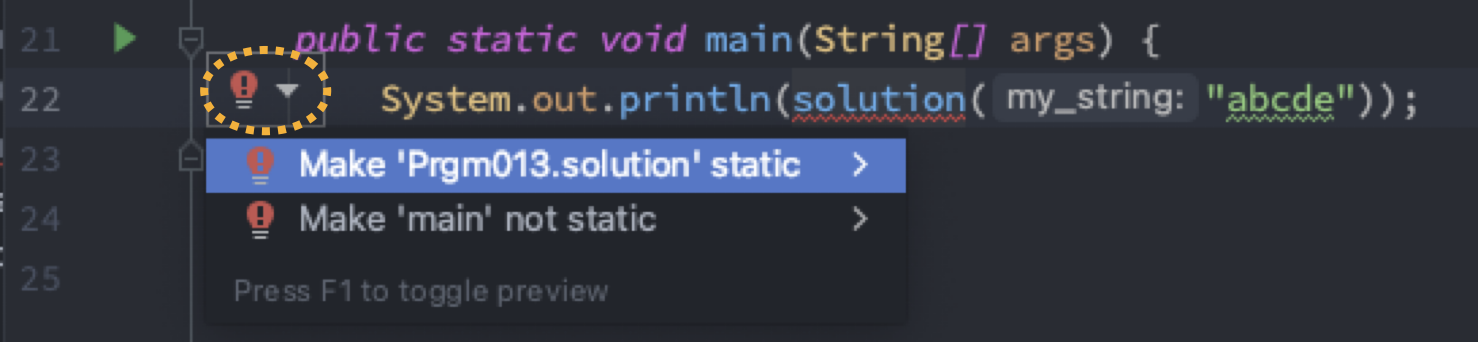 21 public static void main(String[] args) {
22 System.out.println(solution( my_string: "abcde"));
23 Make 'Prgm013.solution' static
24 Make 'main' not static
25 Press F1 to toggle preview